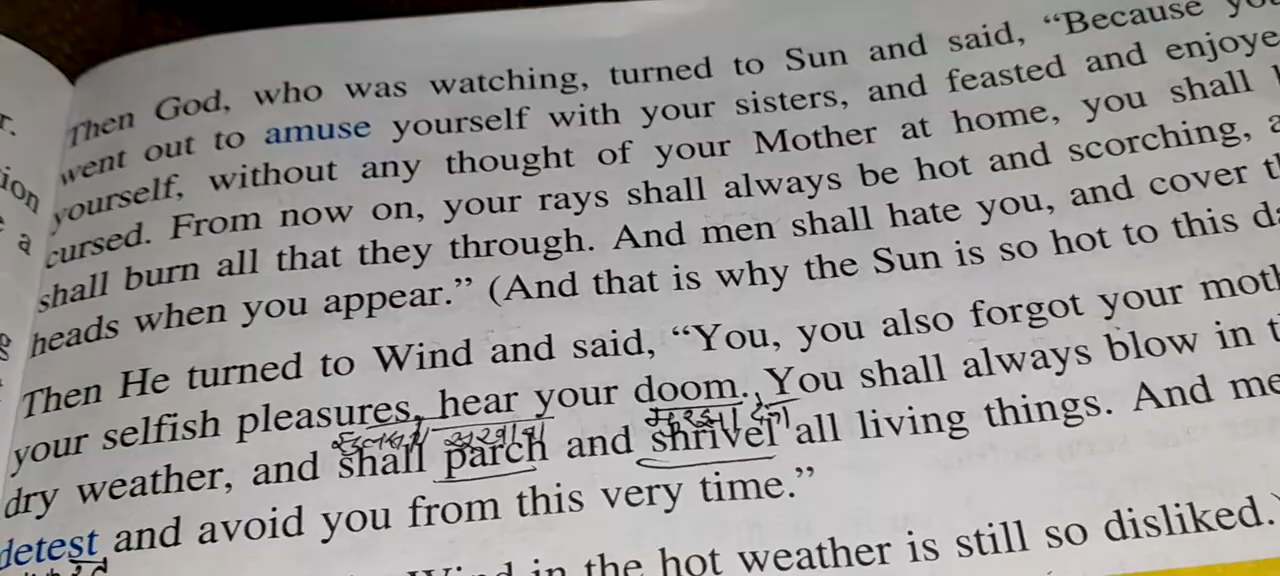 Then God, who was watching, turned to Sun and said, “Because
went out to amuse yourself with your sisters, and feasted and
yourself, without any thought of your Mother at home, you shall
cursed. From now on, your rays shall always be hot and scorching,
shall burn all that they through. And men shall hate you, and cover
heads when you appear.” (And that is why the Sun is so hot to this
Then He turned to Wind and said, “You, you also forgot your
your selfish pleasures, hear your doom. You shall always blow in
dry weather, and shall parch and shrivel all living things. And
detest and avoid you from this very time.”
in the hot weather is still so disliked.